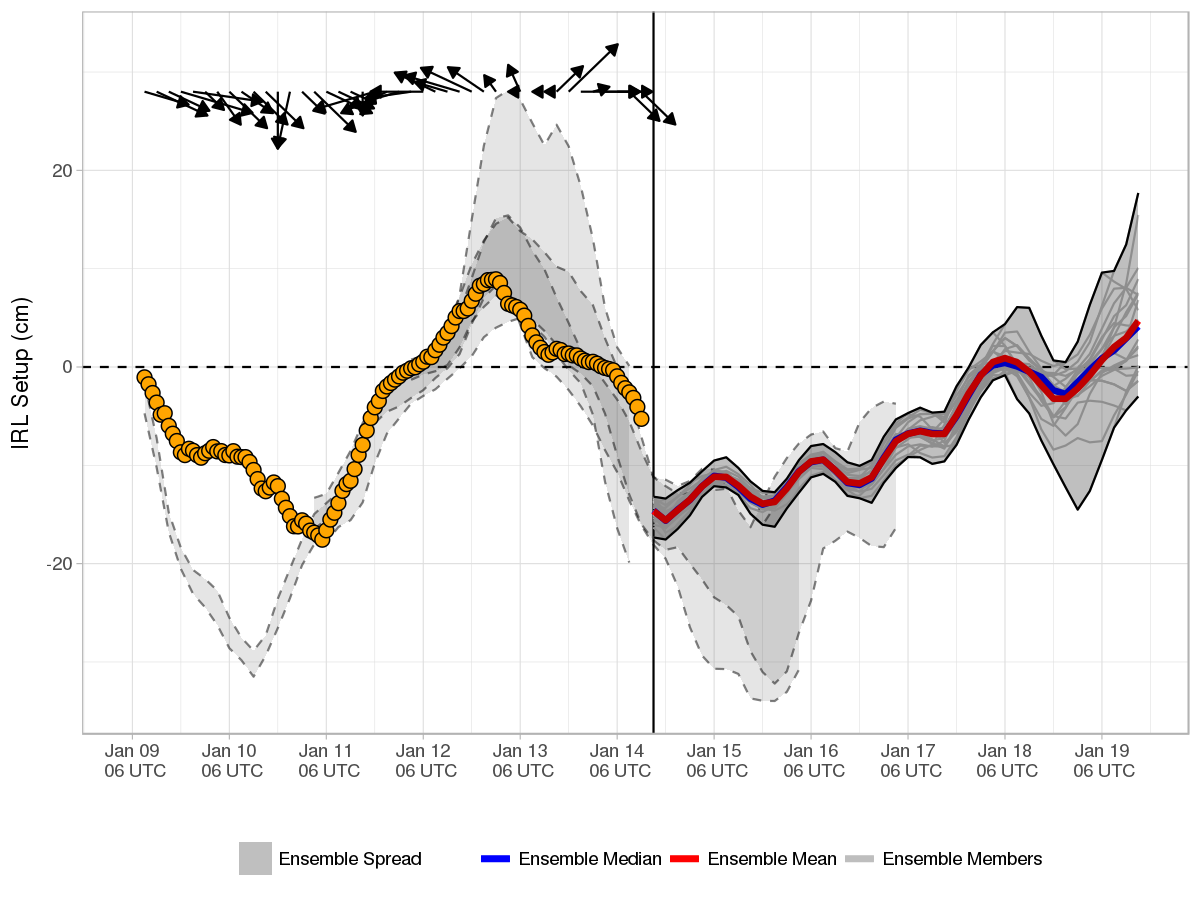 IRL Setup (cm)
20
0
-20
Jan 09 Jan 10 Jan 11 Jan 12 Jan 13 Jan 14 Jan 15 Jan 16 Jan 17 Jan 18 Jan 19
06 UTC 06 UTC 06 UTC 06 UTC 06 UTC 06 UTC 06 UTC 06 UTC 06 UTC 06 UTC 06 UTC
Ensemble Spread Ensemble Median Ensemble Mean Ensemble Members